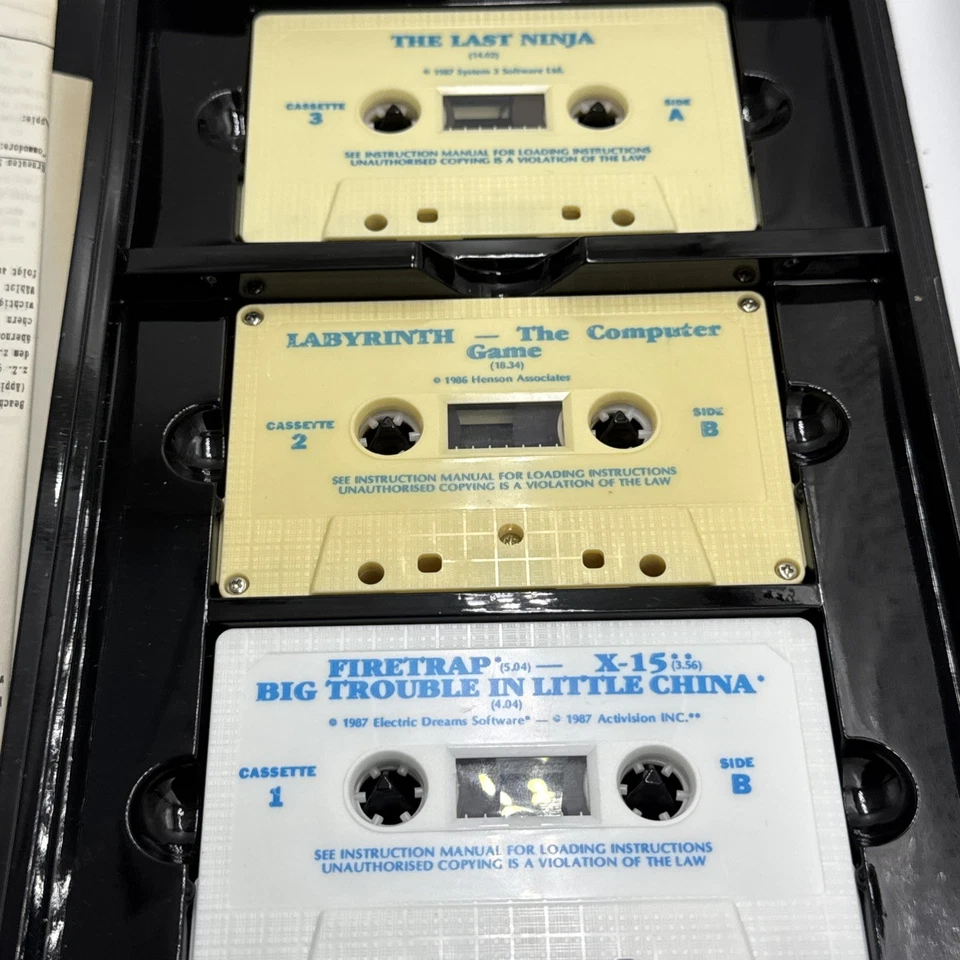 THE LAST NINJA
(14.02)
© 1987 System 3 Software Ltd.
CASSETTE
3
SIDE
A
SEE INSTRUCTION MANUAL FOR LOADING INSTRUCTIONS
UNAUTHORISED COPYING IS A VIOLATION OF THE LAW
LABYRINTH — The Computer
Game
(18.34)
© 1986 Henson Associates
CASSETTE
2
SIDE
B
SEE INSTRUCTION MANUAL FOR LOADING INSTRUCTIONS
UNAUTHORISED COPYING IS A VIOLATION OF THE LAW
FIRETRAP* (5.04) — X-15** (3.56)
BIG TROUBLE IN LITTLE CHINA*
(4.04)
© 1987 Electric Dreams Software* — © 1987 Activision INC.**
CASSETTE
1
SIDE
B
SEE INSTRUCTION MANUAL FOR LOADING INSTRUCTIONS
UNAUTHORISED COPYING IS A VIOLATION OF THE LAW